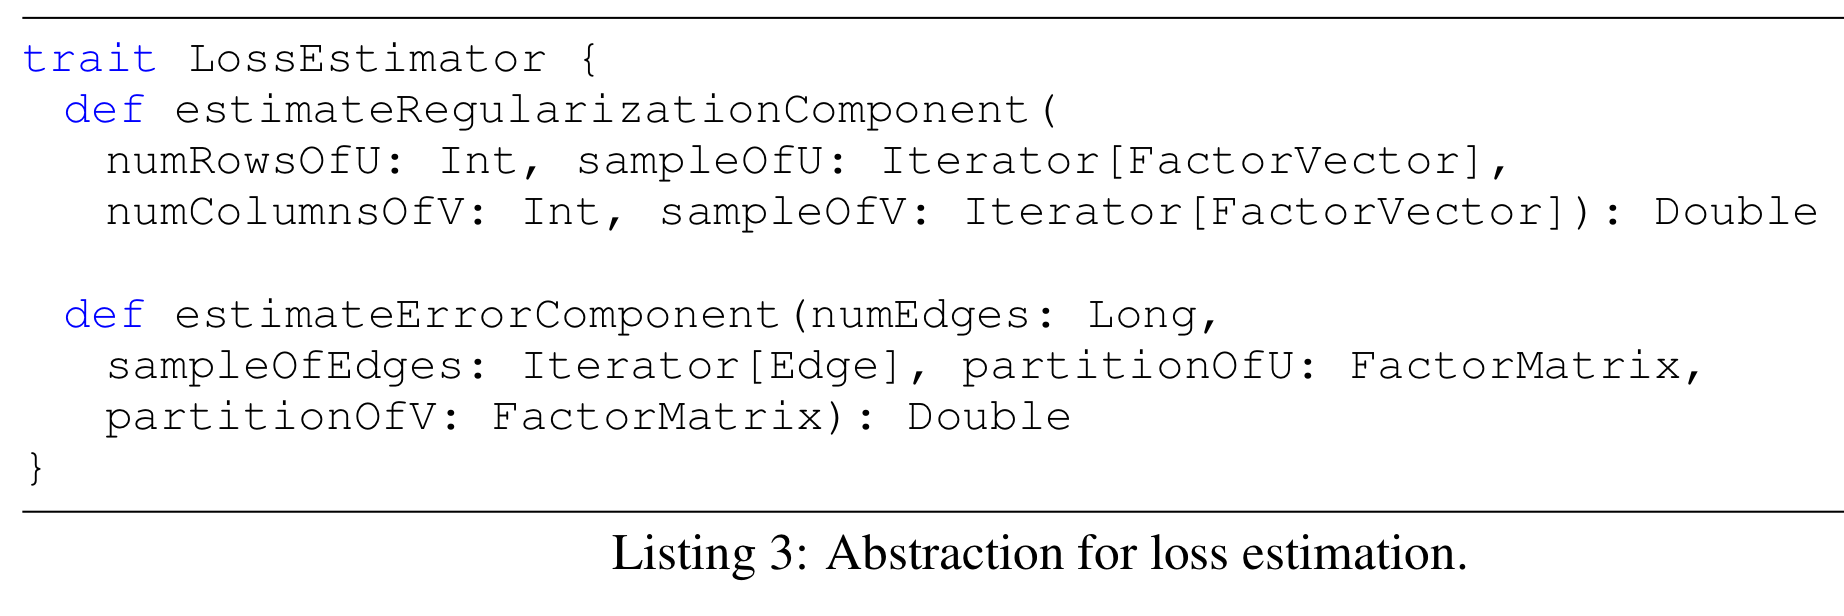 trait LossEstimator {
def estimateRegularizationComponent(
numRowsOfU: Int, sampleOfU: Iterator[FactorVector],
numColumnsOfV: Int, sampleOfV: Iterator[FactorVector]): Double
def estimateErrorComponent(numEdges: Long,
sampleOfEdges: Iterator[Edge], partitionOfU: FactorMatrix,
partitionOfV: FactorMatrix): Double
}
Listing 3: Abstraction for loss estimation.